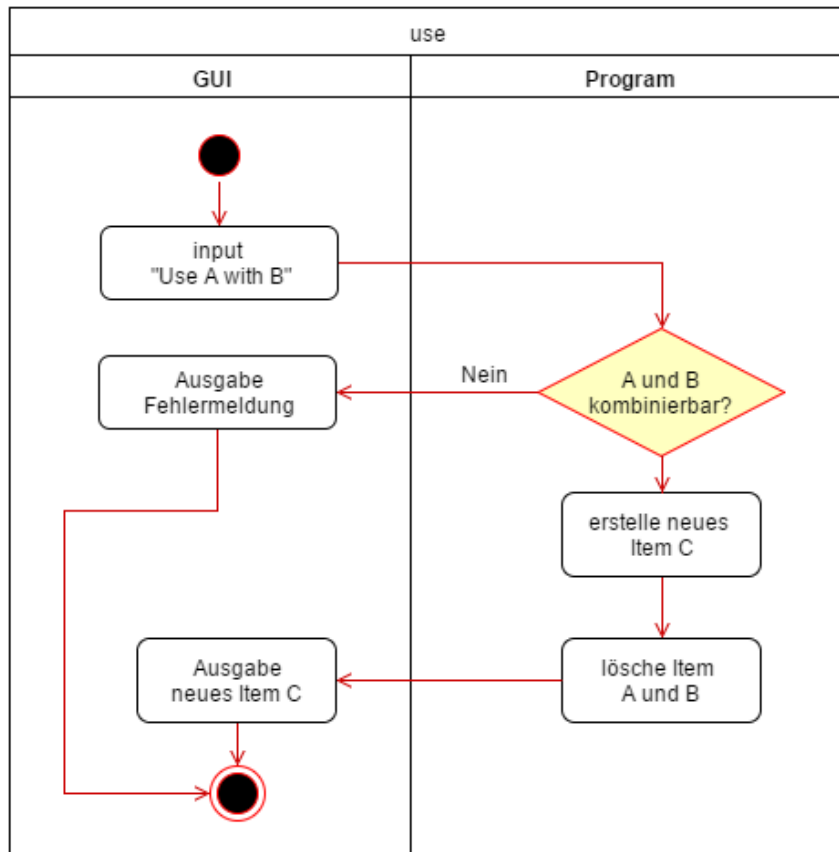 use
GUI
Program
input
"Use A with B"
Ausgabe
Fehlermeldung
Nein
A und B
kombinierbar?
erstelle neues
Item C
Ausgabe
neues Item C
lösche Item
A und B